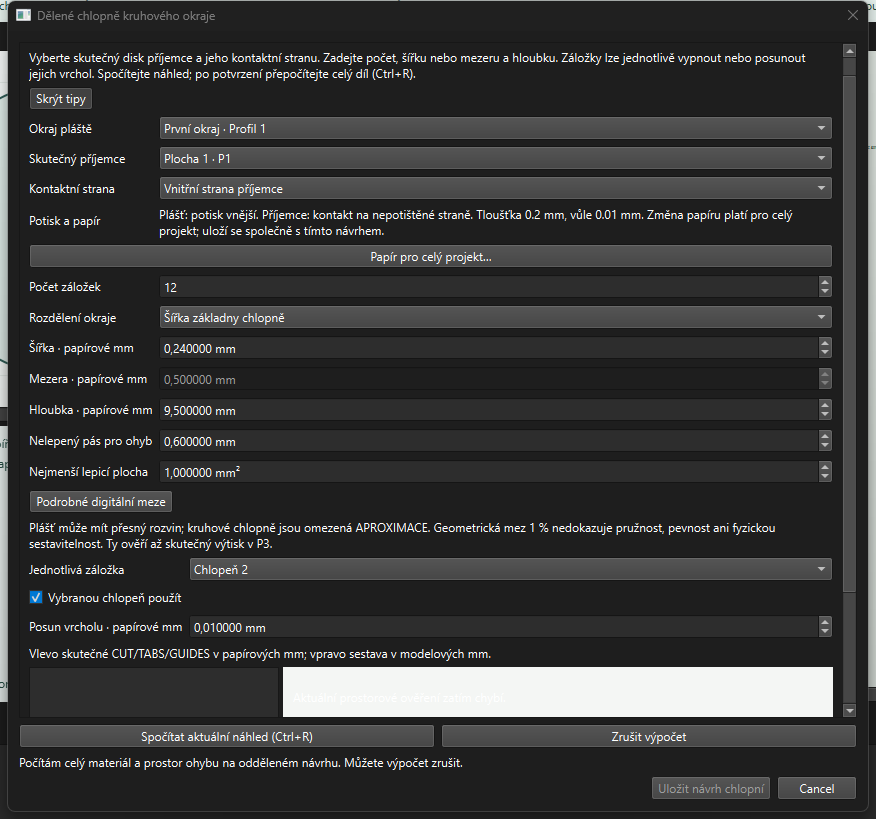 Dělené chlopně kruhového okraje
Vyberte skutečný disk příjemce a jeho kontaktní stranu. Zadejte počet, šířku nebo mezeru a hloubku. Záložky lze jednotlivě vypnout nebo posunout
jejich vrchol. Spočítejte náhled; po potvrzení přepočítejte celý díl (Ctrl+R).
Skrýt tipy
Okraj pláště
První okraj · Profil 1
Skutečný příjemce
Plocha 1 · P1
Kontaktní strana
Vnitřní strana příjemce
Potisk a papír
Plášť: potisk vnější. Příjemce: kontakt na nepotištěné straně. Tloušťka 0.2 mm, vůle 0.01 mm. Změna papíru platí pro celý
projekt; uloží se společně s tímto návrhem.
Papír pro celý projekt...
Počet záložek
12
Rozdělení okraje
Šířka základny chlopně
Šířka · papírové mm
0,240000 mm
Mezera · papírové mm
0,500000 mm
Hloubka · papírové mm
9,500000 mm
Nelepený pás pro ohyb
0,600000 mm
Nejmenší lepicí plocha
1,000000 mm²
Podrobné digitální meze
Plášť může mít přesný rozvin; kruhové chlopně jsou omezená APROXIMACE. Geometrická mez 1 % nedokazuje pružnost, pevnost ani fyzickou
sestavitelnost. Ty ověří až skutečný výtisk v P3.
Jednotlivá záložka
Chlopeň 2
Vybranou chlopeň použít
Posun vrcholu · papírové mm
0,010000 mm
Vlevo skutečné CUT/TABS/GUIDES v papírových mm; vpravo sestava v modelových mm.
Aktuální prostorové ověření zatím chybí
Spočítat aktuální náhled (Ctrl+R)
Zrušit výpočet
Počítám celý materiál a prostor ohybu na odděleném návrhu. Můžete výpočet zrušit.
Uložit návrh chlopní
Cancel